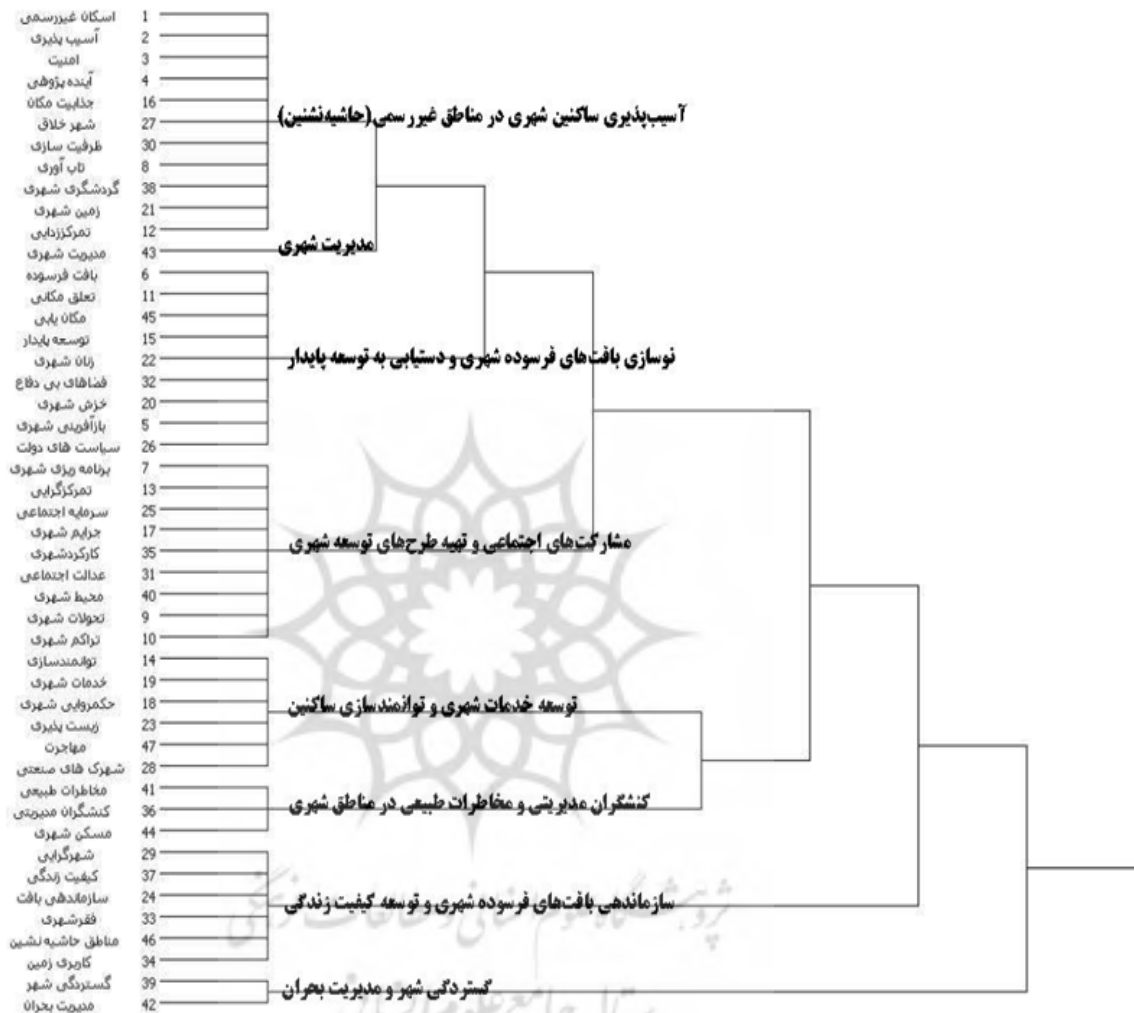 اسکان غیررسمی 1
آسیب پذیری 2
امنیت 3
آینده پژوهی 4
جذابیت مکان 16
شهر خلاق 27
ظرفیت سازی 30
تاب آوری 8
گردشگری شهری 38
زمین شهری 21
تمرکززدایی 12
مدیریت شهری 43
بافت فرسوده 6
تعلق مکانی 11
مکان یابی 45
توسعه پایدار 15
زنان شهری 22
فضاهای بی دفاع 32
خزش شهری 20
بازآفرینی شهری 5
سیاست های دولت 26
برنامه ریزی شهری 7
تمرکزگرایی 13
سرمایه اجتماعی 25
جرایم شهری 17
کارکردشهری 35
عدالت اجتماعی 31
محیط شهری 40
تحولات شهری 9
تراکم شهری 10
توانمندسازی 14
خدمات شهری 19
حکمروایی شهری 18
زیست پذیری 23
مهاجرت 47
شهرک های صنعتی 28
مخاطرات طبیعی 41
کنشگران مدیریتی 36
مسکن شهری 44
شهرگرایی 29
کیفیت زندگی 37
سازماندهی بافت 24
فقرشهری 33
مناطق حاشیه نشین 46
کاربری زمین 34
گستردگی شهر 39
مدیریت بحران 42
آسیب‌پذیری ساکنین شهری در مناطق غیررسمی(حاشیه‌نشنین)
مدیریت شهری
نوسازی بافت‌های فرسوده شهری و دستیابی به توسعه پایدار
مشارکت‌های اجتماعی و تهیه طرح‌های توسعه شهری
توسعه خدمات شهری و توانمندسازی ساکنین
کنشگران مدیریتی و مخاطرات طبیعی در مناطق شهری
سازماندهی بافت‌های فرسوده شهری و توسعه کیفیت زندگی
گستردگی شهر و مدیریت بحران
پژوهشگاه علوم انسانی و مطالعات فرهنگی